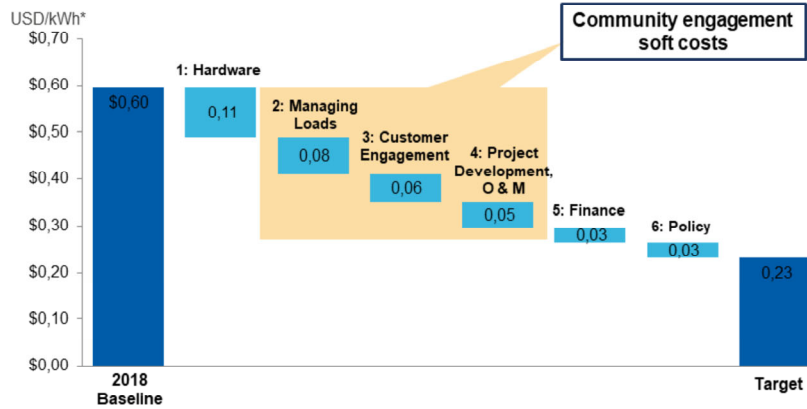 USD/kWh*
Community engagement
soft costs
$0,70
$0,60
$0,50
$0,40
$0,30
$0,20
$0,10
$0,00
$0,60
1: Hardware
0,11
2: Managing
Loads
0,08
3: Customer
Engagement
0,06
4: Project
Development,
O & M
0,05
5: Finance
0,03
6: Policy
0,03
0,23
2018
Baseline
Target